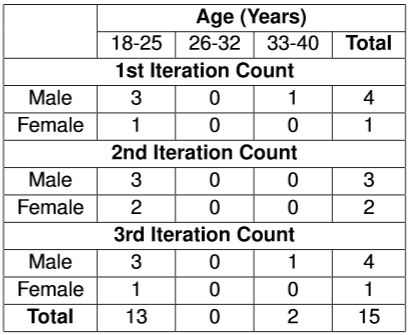 Age (Years)
18-25 26-32 33-40 Total
1st Iteration Count
Male 3 0 1 4
Female 1 0 0 1
2nd Iteration Count
Male 3 0 0 3
Female 2 0 0 2
3rd Iteration Count
Male 3 0 1 4
Female 1 0 0 1
Total 13 0 2 15